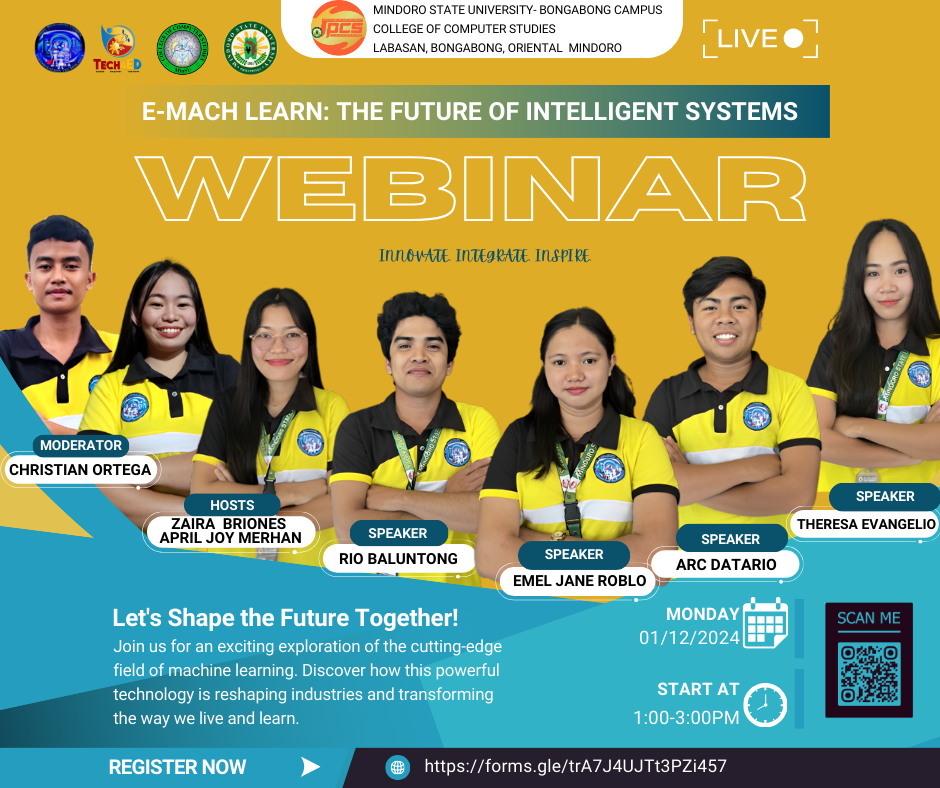 MINDORO STATE UNIVERSITY- BONGABONG CAMPUS
COLLEGE OF COMPUTER STUDIES
LABASAN, BONGABONG, ORIENTAL MINDORO
JPCS
TECHDED
LIVE
E-MACH LEARN: THE FUTURE OF INTELLIGENT SYSTEMS
WEBINAR
INNOVATE. INTEGRATE. INSPIRE.
MODERATOR
CHRISTIAN ORTEGA
HOSTS
ZAIRA BRIONES
APRIL JOY MERHAN
SPEAKER
RIO BALUNTONG
SPEAKER
EMEL JANE ROBLO
SPEAKER
ARC DATARIO
SPEAKER
THERESA EVANGELIO
Let's Shape the Future Together!
Join us for an exciting exploration of the cutting-edge
field of machine learning. Discover how this powerful
technology is reshaping industries and transforming
the way we live and learn.
MONDAY
01/12/2024
START AT
1:00-3:00PM
SCAN ME
REGISTER NOW
https://forms.gle/trA7J4UJTt3PZi457